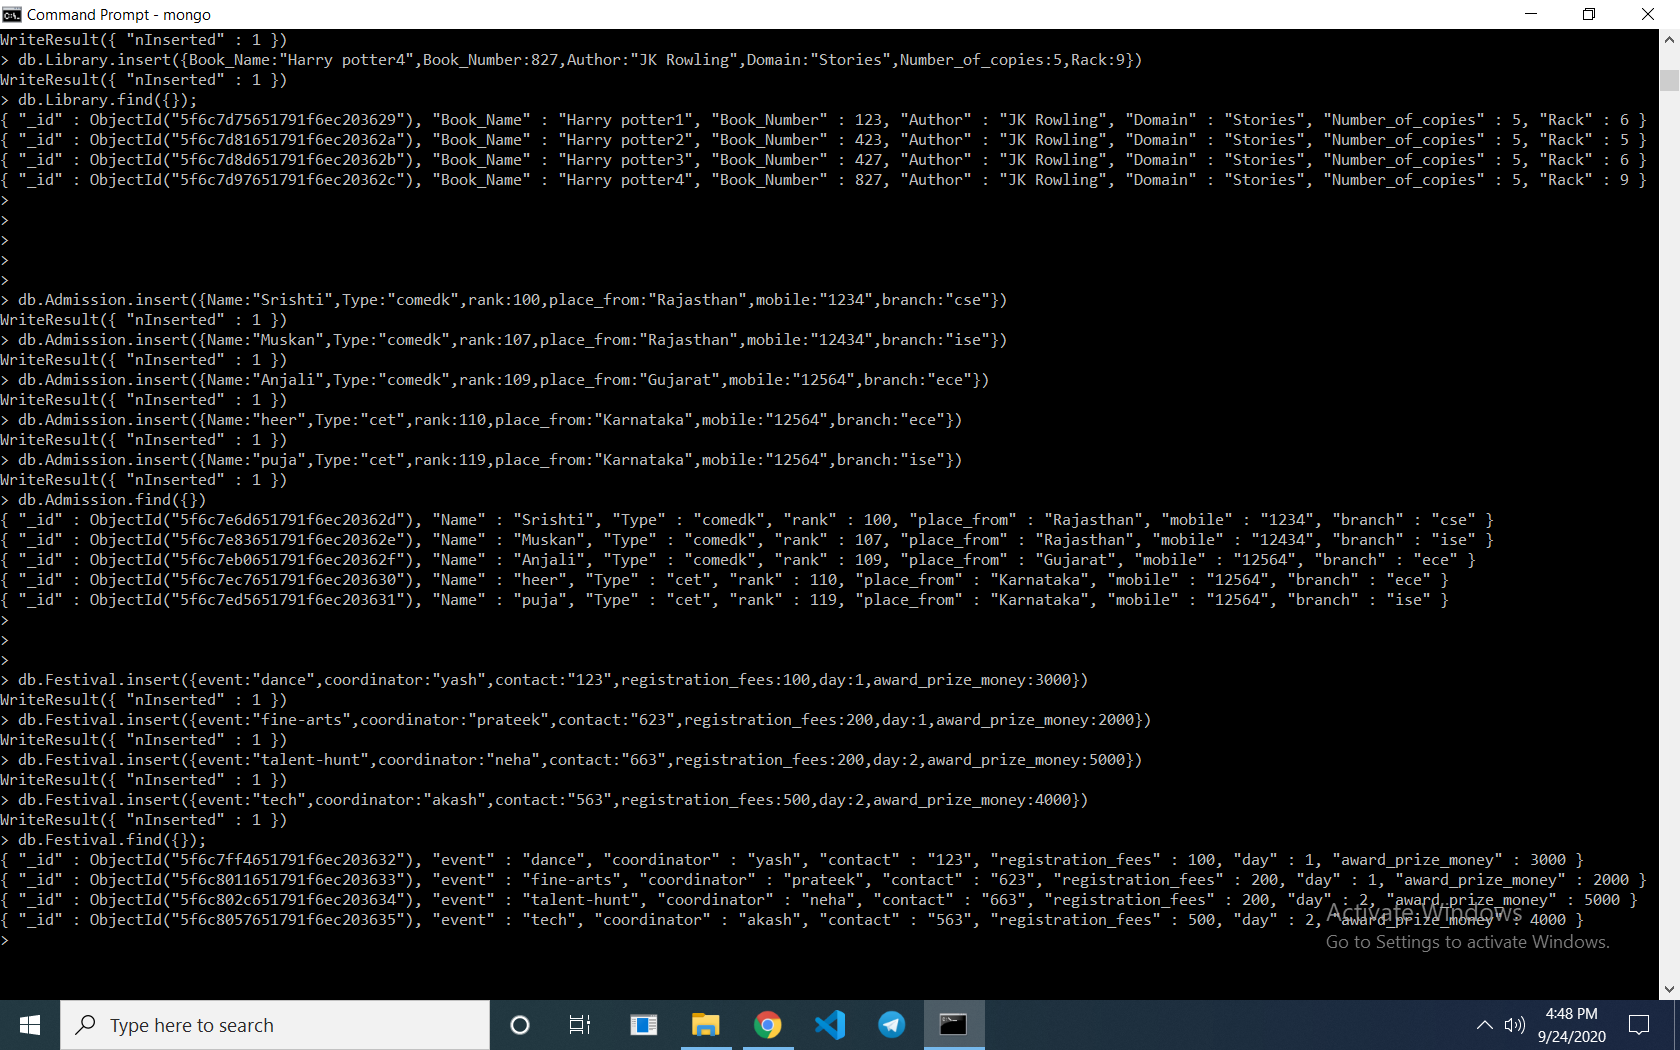 Command Prompt - mongo
WriteResult({ "nInserted" : 1 })
> db.Library.insert({Book_Name:"Harry potter4",Book_Number:827,Author:"JK Rowling",Domain:"Stories",Number_of_copies:5,Rack:9})
WriteResult({ "nInserted" : 1 })
> db.Library.find({});
{ "_id" : ObjectId("5f6c7d75651791f6ec203629"), "Book_Name" : "Harry potter1", "Book_Number" : 123, "Author" : "JK Rowling", "Domain" : "Stories", "Number_of_copies" : 5, "Rack" : 6 }
{ "_id" : ObjectId("5f6c7d81651791f6ec20362a"), "Book_Name" : "Harry potter2", "Book_Number" : 423, "Author" : "JK Rowling", "Domain" : "Stories", "Number_of_copies" : 5, "Rack" : 5 }
{ "_id" : ObjectId("5f6c7d8d651791f6ec20362b"), "Book_Name" : "Harry potter3", "Book_Number" : 427, "Author" : "JK Rowling", "Domain" : "Stories", "Number_of_copies" : 5, "Rack" : 6 }
{ "_id" : ObjectId("5f6c7d97651791f6ec20362c"), "Book_Name" : "Harry potter4", "Book_Number" : 827, "Author" : "JK Rowling", "Domain" : "Stories", "Number_of_copies" : 5, "Rack" : 9 }
>
>
>
>
>
> db.Admission.insert({Name:"Srishti",Type:"comedk",rank:100,place_from:"Rajasthan",mobile:"1234",branch:"cse"})
WriteResult({ "nInserted" : 1 })
> db.Admission.insert({Name:"Muskan",Type:"comedk",rank:107,place_from:"Rajasthan",mobile:"12434",branch:"ise"})
WriteResult({ "nInserted" : 1 })
> db.Admission.insert({Name:"Anjali",Type:"comedk",rank:109,place_from:"Gujarat",mobile:"12564",branch:"ece"})
WriteResult({ "nInserted" : 1 })
> db.Admission.insert({Name:"heer",Type:"cet",rank:110,place_from:"Karnataka",mobile:"12564",branch:"ece"})
WriteResult({ "nInserted" : 1 })
> db.Admission.insert({Name:"puja",Type:"cet",rank:119,place_from:"Karnataka",mobile:"12564",branch:"ise"})
WriteResult({ "nInserted" : 1 })
> db.Admission.find({})
{ "_id" : ObjectId("5f6c7e6d651791f6ec20362d"), "Name" : "Srishti", "Type" : "comedk", "rank" : 100, "place_from" : "Rajasthan", "mobile" : "1234", "branch" : "cse" }
{ "_id" : ObjectId("5f6c7e83651791f6ec20362e"), "Name" : "Muskan", "Type" : "comedk", "rank" : 107, "place_from" : "Rajasthan", "mobile" : "12434", "branch" : "ise" }
{ "_id" : ObjectId("5f6c7eb0651791f6ec20362f"), "Name" : "Anjali", "Type" : "comedk", "rank" : 109, "place_from" : "Gujarat", "mobile" : "12564", "branch" : "ece" }
{ "_id" : ObjectId("5f6c7ec7651791f6ec203630"), "Name" : "heer", "Type" : "cet", "rank" : 110, "place_from" : "Karnataka", "mobile" : "12564", "branch" : "ece" }
{ "_id" : ObjectId("5f6c7ed5651791f6ec203631"), "Name" : "puja", "Type" : "cet", "rank" : 119, "place_from" : "Karnataka", "mobile" : "12564", "branch" : "ise" }
>
>
>
> db.Festival.insert({event:"dance",coordinator:"yash",contact:"123",registration_fees:100,day:1,award_prize_money:3000})
WriteResult({ "nInserted" : 1 })
> db.Festival.insert({event:"fine-arts",coordinator:"prateek",contact:"623",registration_fees:200,day:1,award_prize_money:2000})
WriteResult({ "nInserted" : 1 })
> db.Festival.insert({event:"talent-hunt",coordinator:"neha",contact:"663",registration_fees:200,day:2,award_prize_money:5000})
WriteResult({ "nInserted" : 1 })
> db.Festival.insert({event:"tech",coordinator:"akash",contact:"563",registration_fees:500,day:2,award_prize_money:4000})
WriteResult({ "nInserted" : 1 })
> db.Festival.find({});
{ "_id" : ObjectId("5f6c7ff4651791f6ec203632"), "event" : "dance", "coordinator" : "yash", "contact" : "123", "registration_fees" : 100, "day" : 1, "award_prize_money" : 3000 }
{ "_id" : ObjectId("5f6c8011651791f6ec203633"), "event" : "fine-arts", "coordinator" : "prateek", "contact" : "623", "registration_fees" : 200, "day" : 1, "award_prize_money" : 2000 }
{ "_id" : ObjectId("5f6c802c651791f6ec203634"), "event" : "talent-hunt", "coordinator" : "neha", "contact" : "663", "registration_fees" : 200, "day" : 2, "award_prize_money" : 5000 }
{ "_id" : ObjectId("5f6c8057651791f6ec203635"), "event" : "tech", "coordinator" : "akash", "contact" : "563", "registration_fees" : 500, "day" : 2, "award_prize_money" : 4000 }
>
Activate Windows
Go to Settings to activate Windows.
Type here to search
4:48 PM
9/24/2020